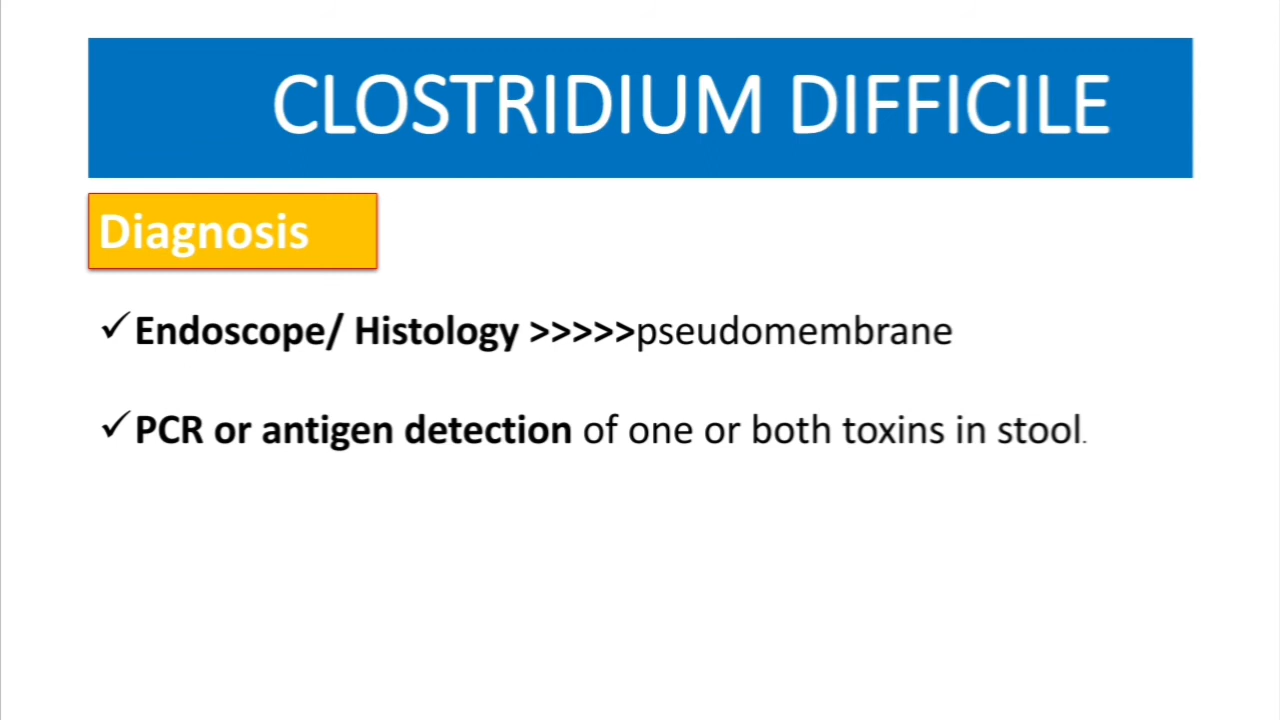 CLOSTRIDIUM DIFFICILE
Diagnosis
✓Endoscope/ Histology >>>>>pseudomembrane
✓PCR or antigen detection of one or both toxins in stool.